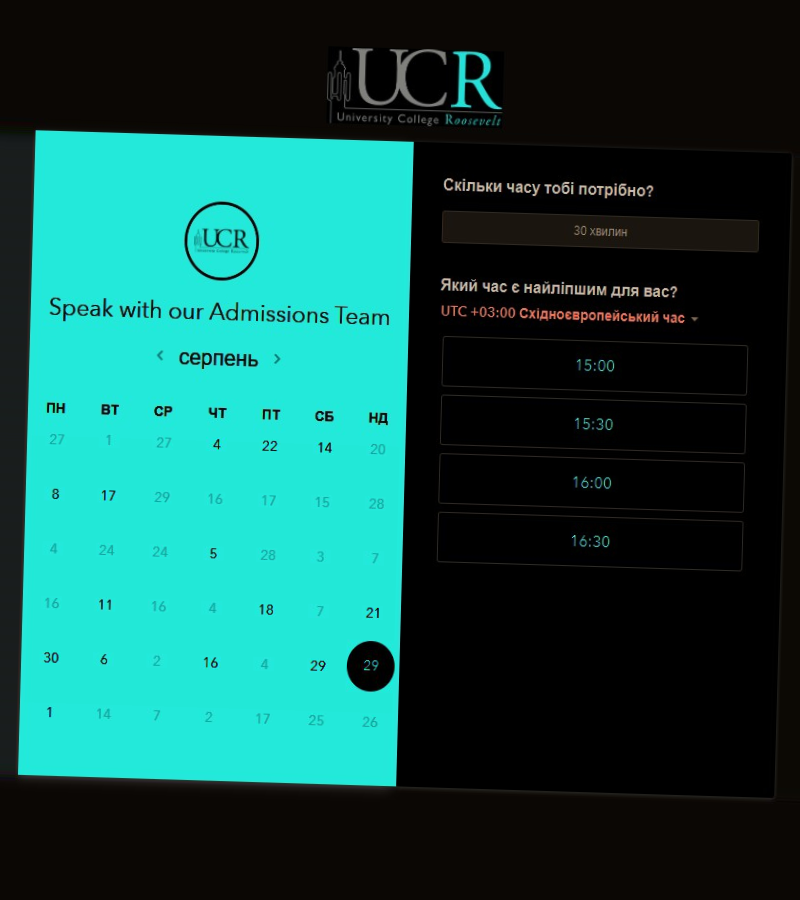 UCR
University College Roosevelt
UCR
Speak with our Admissions Team
серпень
ПН ВТ СР ЧТ ПТ СБ НД
27 1 27 4 22 14 20
8 17 29 16 17 15 28
4 24 24 5 28 3 7
16 11 16 4 18 7 21
30 6 2 16 4 29 29
1 14 7 2 17 25 26
Скільки часу тобі потрібно?
30 хвилин
Який час є найліпшим для вас?
UTC +03:00 Східноєвропейський час
15:00
15:30
16:00
16:30